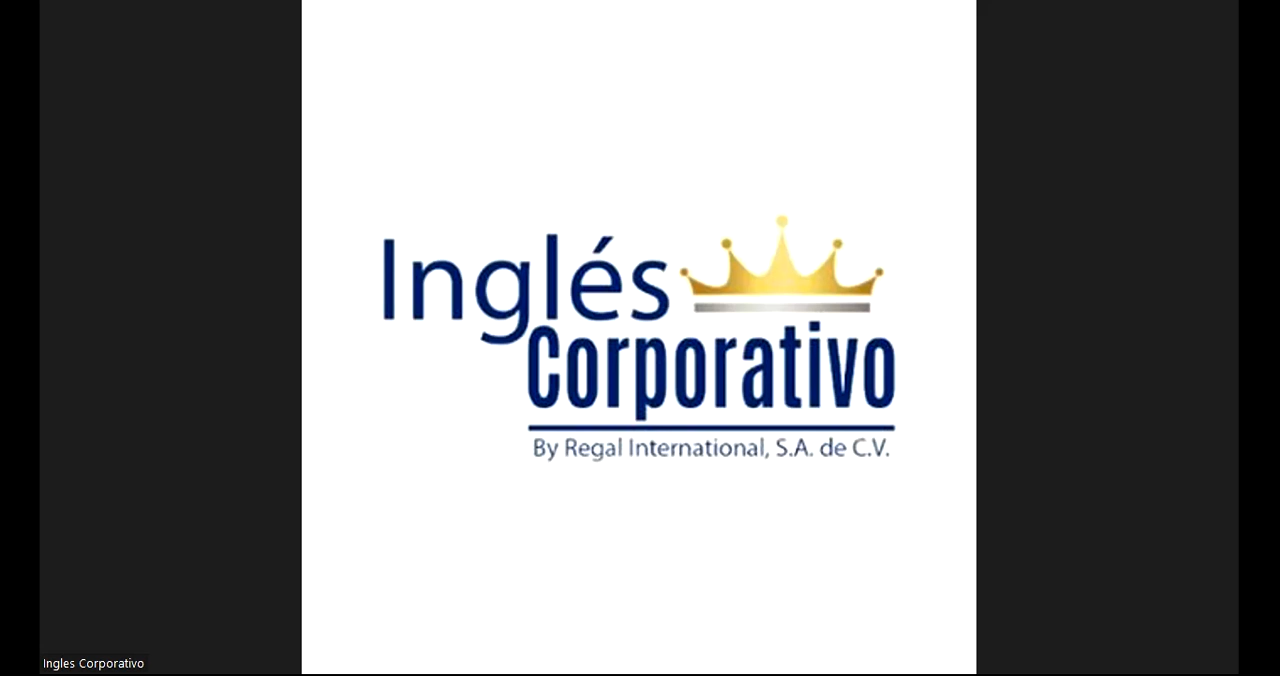 Inglés
Corporativo
By Regal International, S.A. de C.V.
Ingles Corporativo